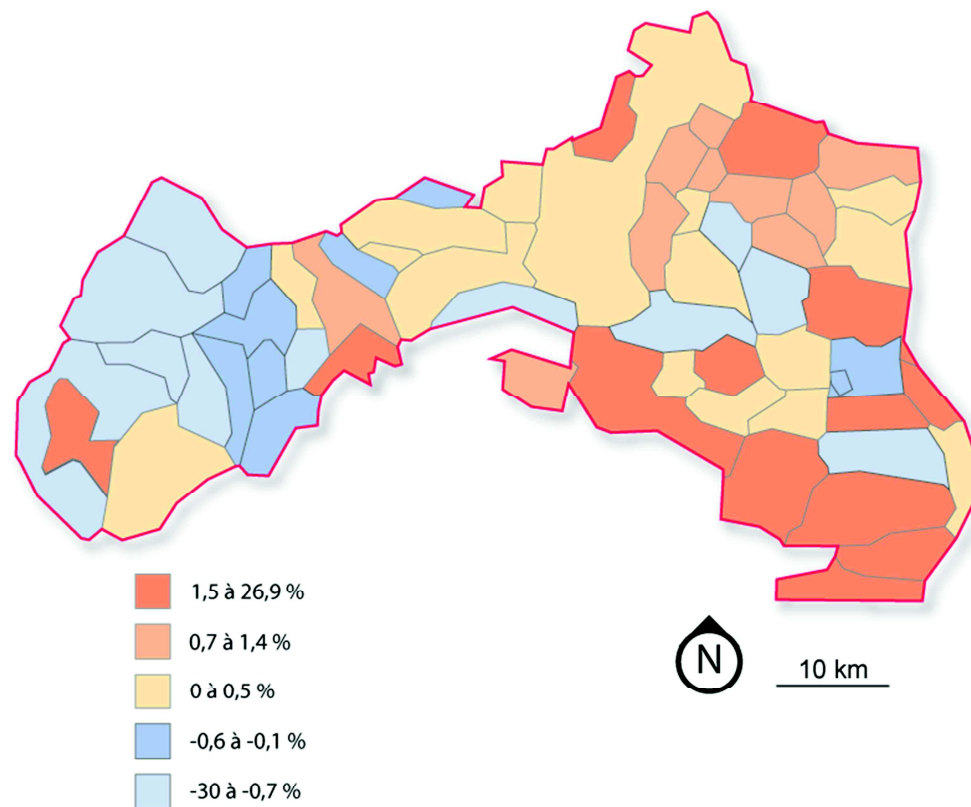 1,5 à 26,9 %
0,7 à 1,4 %
0 à 0,5 %
-0,6 à -0,1 %
-30 à -0,7 %
N
10 km